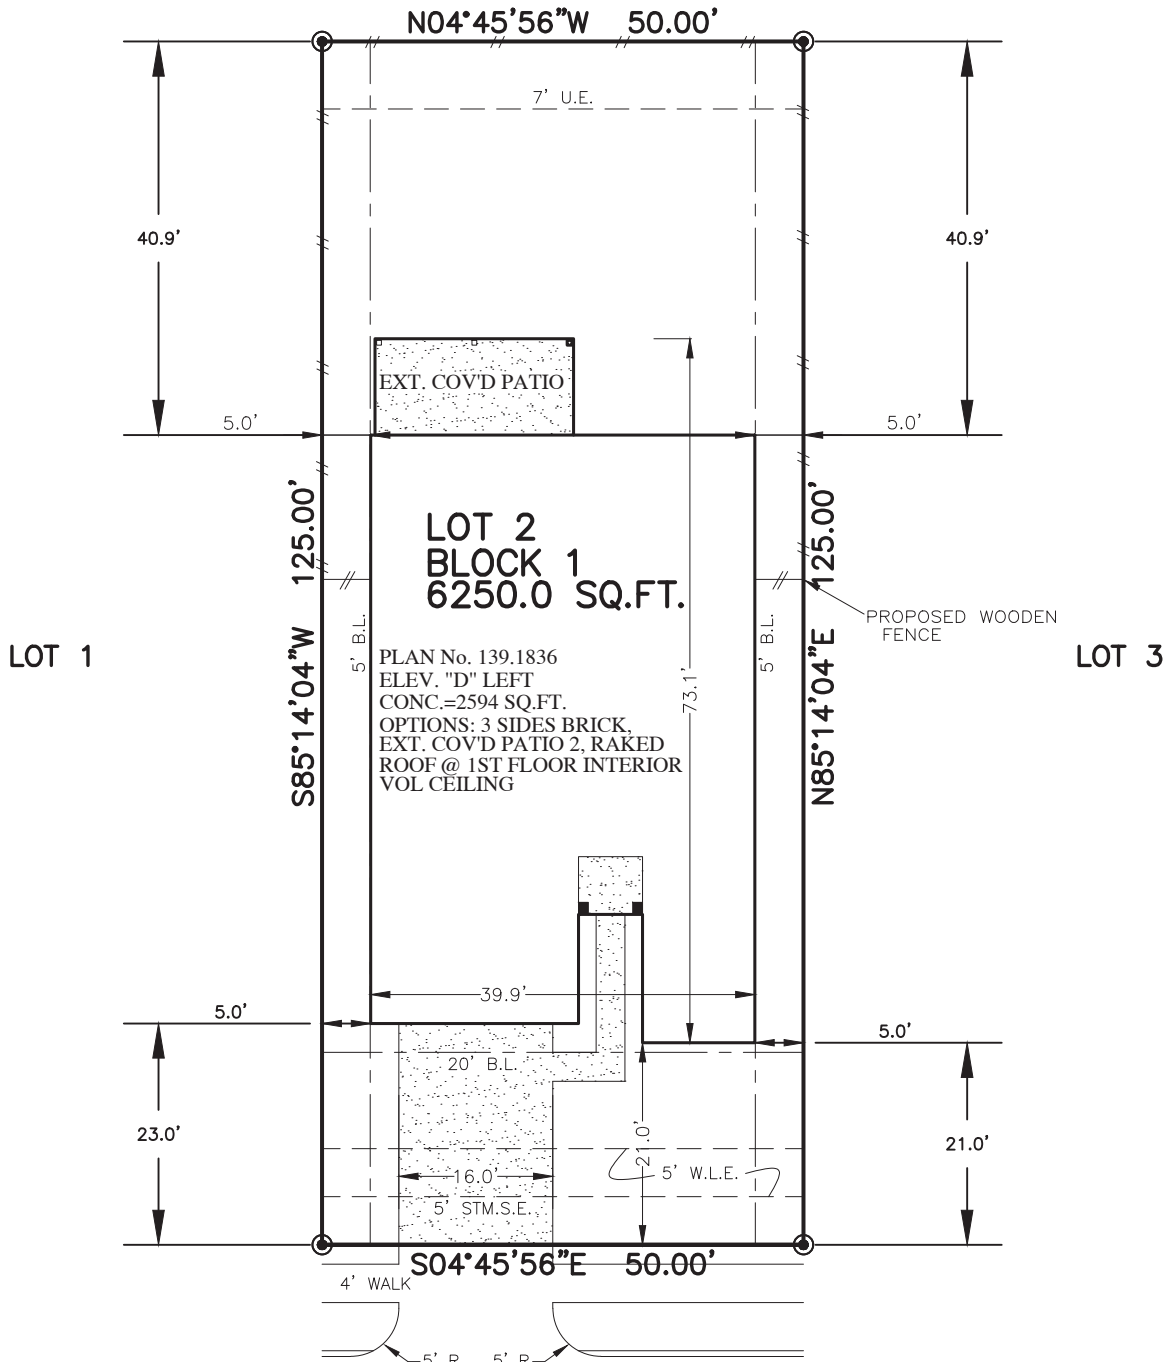 N04°45'56"W 50.00'
7' U.E.
40.9'
40.9'
EXT. COV'D PATIO
5.0'
5.0'
S85°14'04"W 125.00'
N85°14'04"E 125.00'
LOT 2
BLOCK 1
6250.0 SQ.FT.
PROPOSED WOODEN
FENCE
5' B.L.
5' B.L.
LOT 1
LOT 3
PLAN No. 139.1836
ELEV. "D" LEFT
CONC.=2594 SQ.FT.
OPTIONS: 3 SIDES BRICK,
EXT. COV'D PATIO 2, RAKED
ROOF @ 1ST FLOOR INTERIOR
VOL CEILING
73.1'
39.9'
5.0'
5.0'
20' B.L.
23.0'
21.0'
21.0'
16.0'
5' W.L.E.
5' STM.S.E.
S04°45'56"E 50.00'
4' WALK
5' R
5' R